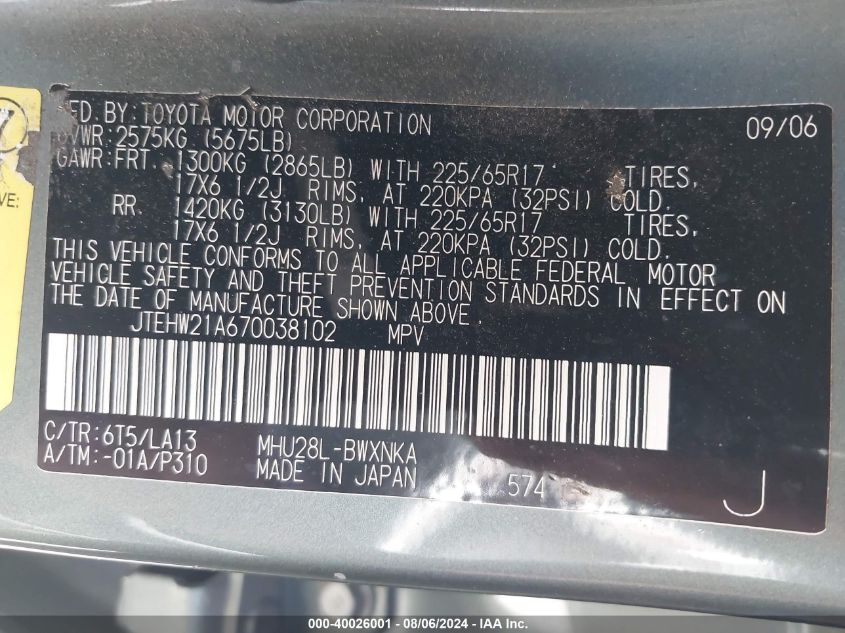 MFD. BY: TOYOTA MOTOR CORPORATION 09/06
GVWR: 2575KG (5675LB)
GAWR: FRT. 1300KG (2865LB) WITH 225/65R17 TIRES,
17X6 1/2J RIMS, AT 220KPA (32PSI) COLD.
RR. 1420KG (3130LB) WITH 225/65R17 TIRES,
17X6 1/2J RIMS, AT 220KPA (32PSI) COLD.
THIS VEHICLE CONFORMS TO ALL APPLICABLE FEDERAL MOTOR
VEHICLE SAFETY AND THEFT PREVENTION STANDARDS IN EFFECT ON
THE DATE OF MANUFACTURE SHOWN ABOVE.
JTEHW21A670038102 MPV
C/TR: 6T5/LA13 MHU28L-BWXNKA
A/TM: -01A/P310 MADE IN JAPAN 574 J
VE:
000-40026001 - 08/06/2024 - IAA Inc.